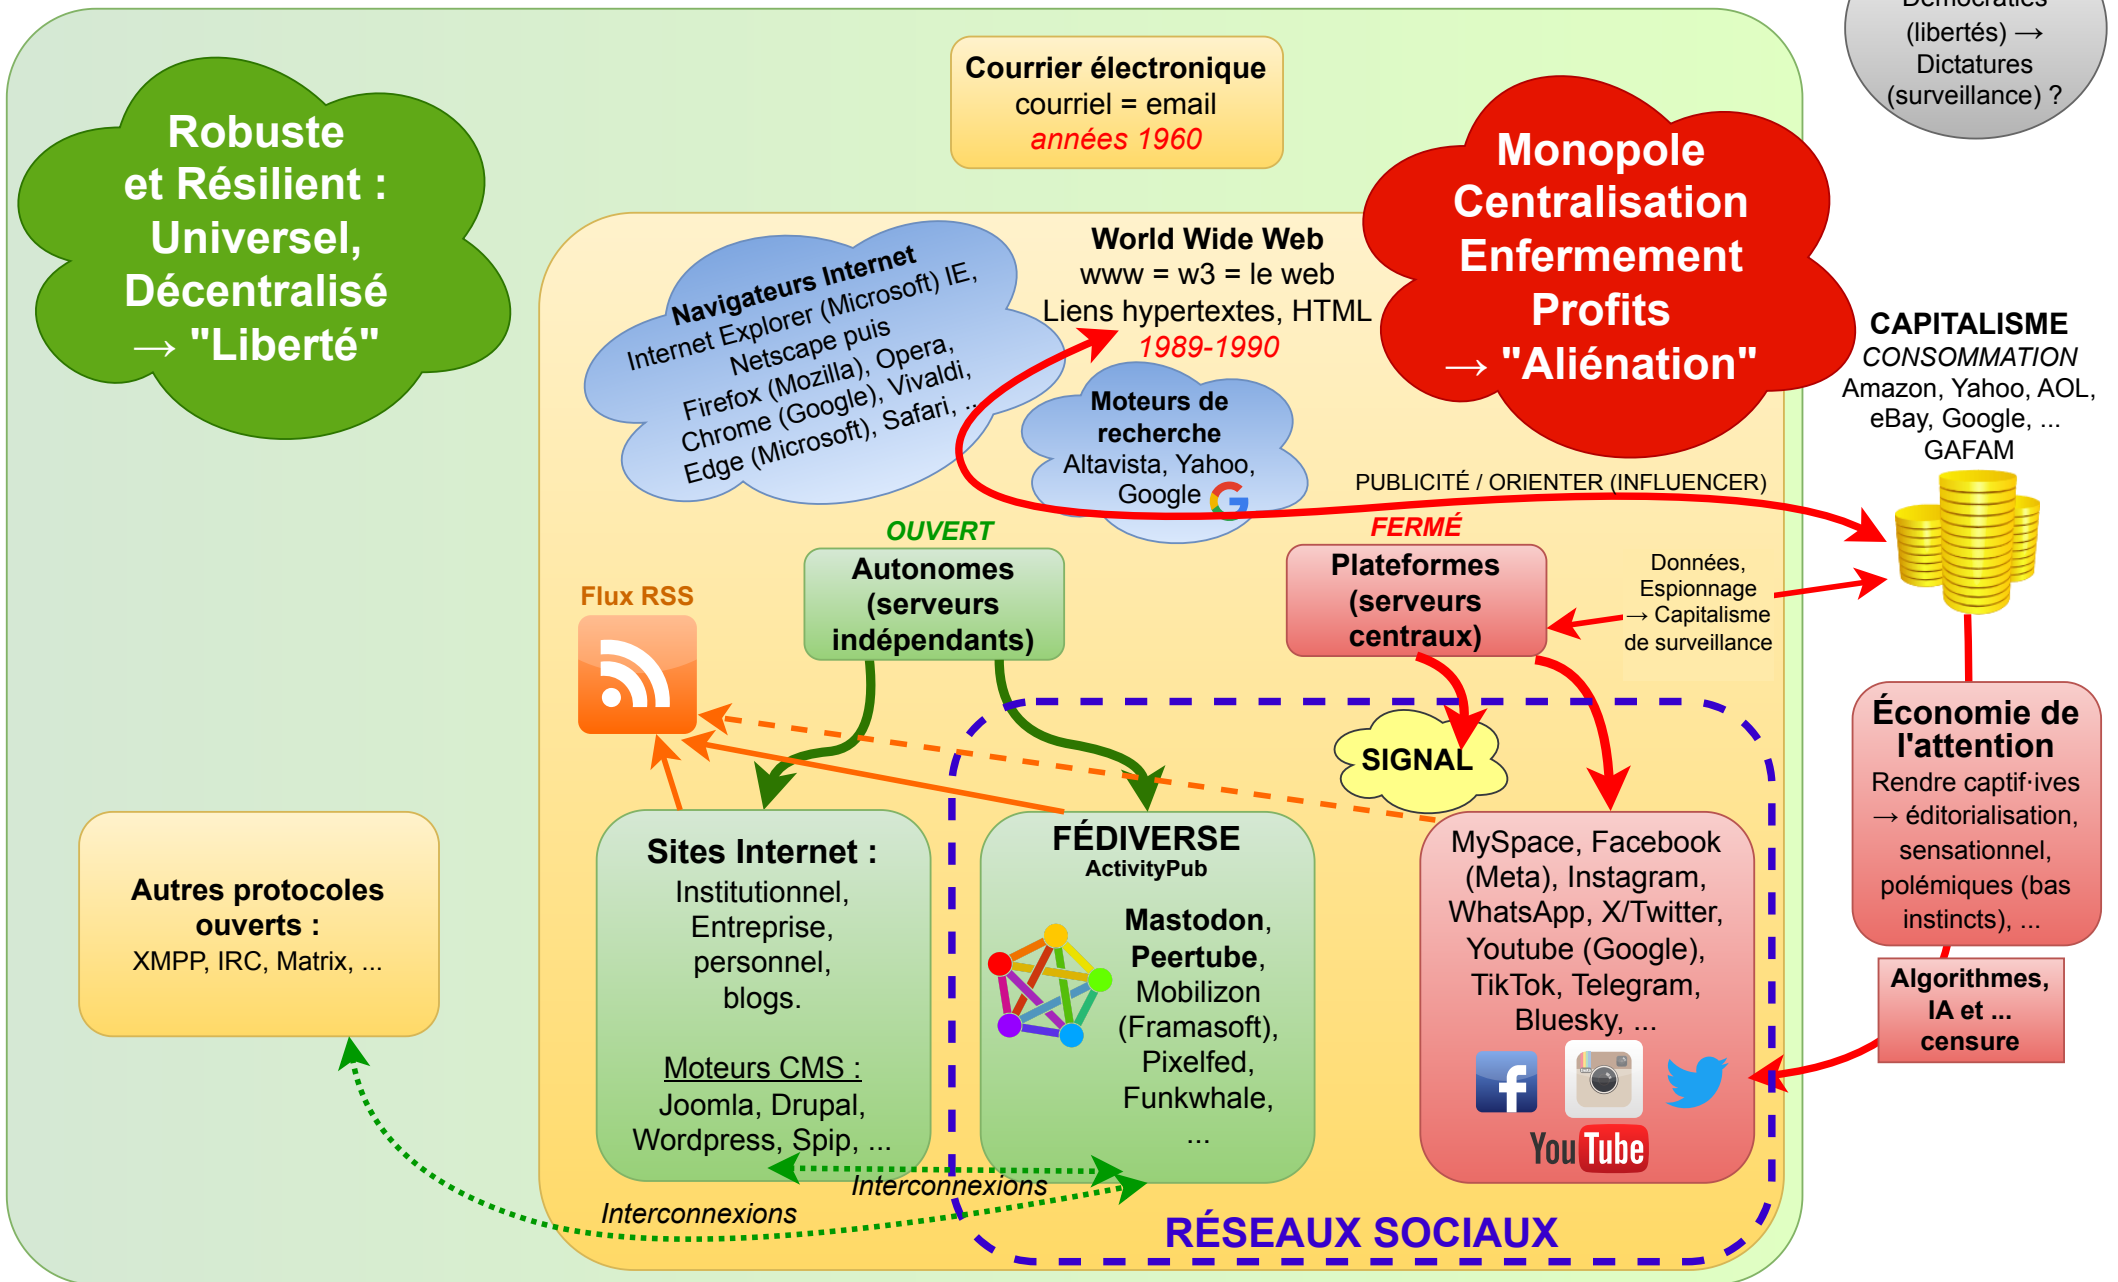 Démocraties
(libertés) →
Dictatures
(surveillance) ?
Courrier électronique
courriel = email
années 1960
Robuste
et Résilient :
Universel,
Décentralisé
→ "Liberté"
Monopole
Centralisation
Enfermement
Profits
→ "Aliénation"
Navigateurs Internet
Internet Explorer (Microsoft) IE,
Netscape puis
Firefox (Mozilla), Opera,
Chrome (Google), Vivaldi,
Edge (Microsoft), Safari, ...
World Wide Web
www = w3 = le web
Liens hypertextes, HTML
1989-1990
Moteurs de
recherche
Altavista, Yahoo,
Google
CAPITALISME
CONSOMMATION
Amazon, Yahoo, AOL,
eBay, Google, ...
GAFAM
PUBLICITÉ / ORIENTER (INFLUENCER)
OUVERT
Autonomes
(serveurs
indépendants)
FERMÉ
Plateformes
(serveurs
centraux)
Données,
Espionnage
→ Capitalisme
de surveillance
Flux RSS
SIGNAL
Économie de
l'attention
Rendre captif·ives
→ éditorialisation,
sensationnel,
polémiques (bas
instincts), ...
Algorithmes,
IA et ...
censure
Autres protocoles
ouverts :
XMPP, IRC, Matrix, ...
Sites Internet :
Institutionnel,
Entreprise,
personnel,
blogs.
Moteurs CMS :
Joomla, Drupal,
Wordpress, Spip, ...
FÉDIVERSE
ActivityPub
Mastodon,
Peertube,
Mobilizon
(Framasoft),
Pixelfed,
Funkwhale,
...
MySpace, Facebook
(Meta), Instagram,
WhatsApp, X/Twitter,
Youtube (Google),
TikTok, Telegram,
Bluesky, ...
f
You Tube
Interconnexions
Interconnexions
RÉSEAUX SOCIAUX